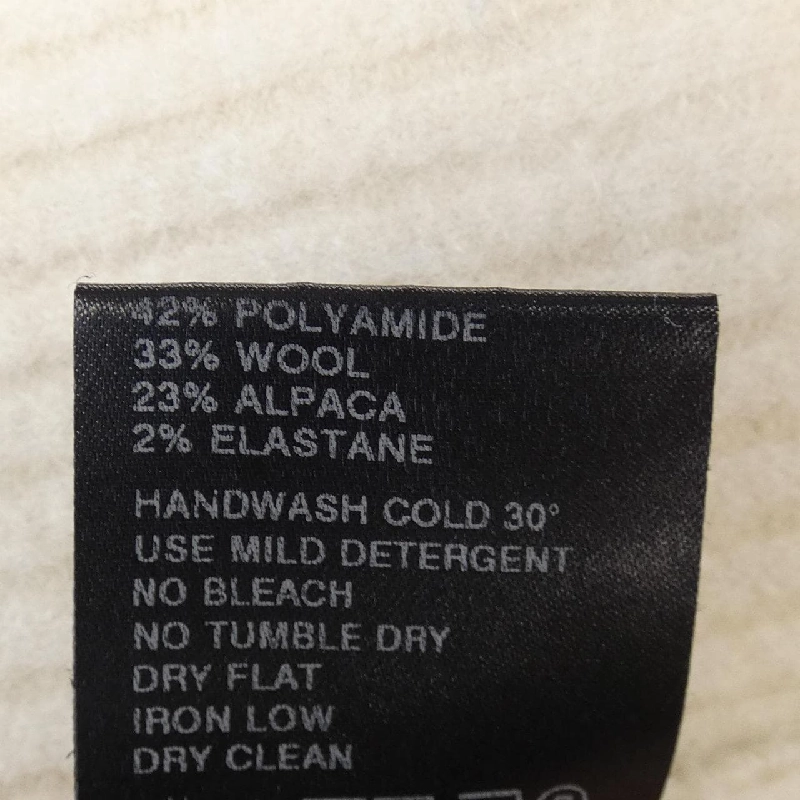 42% POLYAMIDE
33% WOOL
23% ALPACA
2% ELASTANE
HANDWASH COLD 30°
USE MILD DETERGENT
NO BLEACH
NO TUMBLE DRY
DRY FLAT
IRON LOW
DRY CLEAN